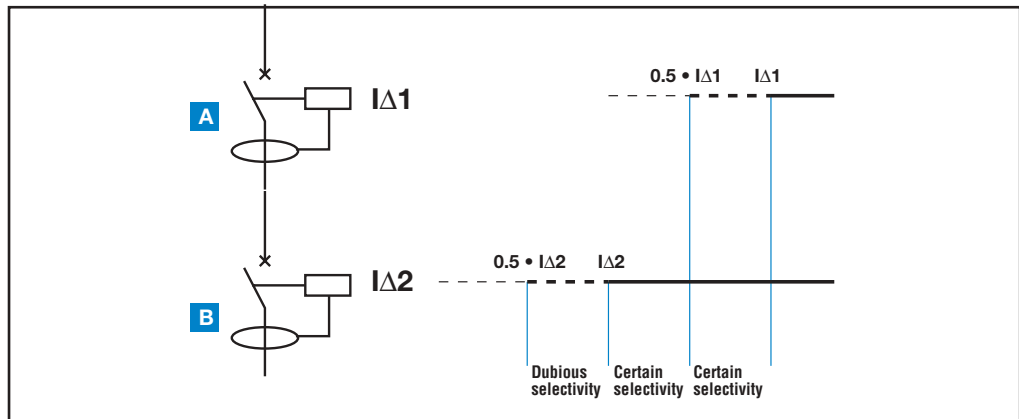 0.5 • IΔ1 IΔ1
A IΔ1
0.5 • IΔ2 IΔ2
B IΔ2
Dubious Certain Certain
selectivity selectivity selectivity